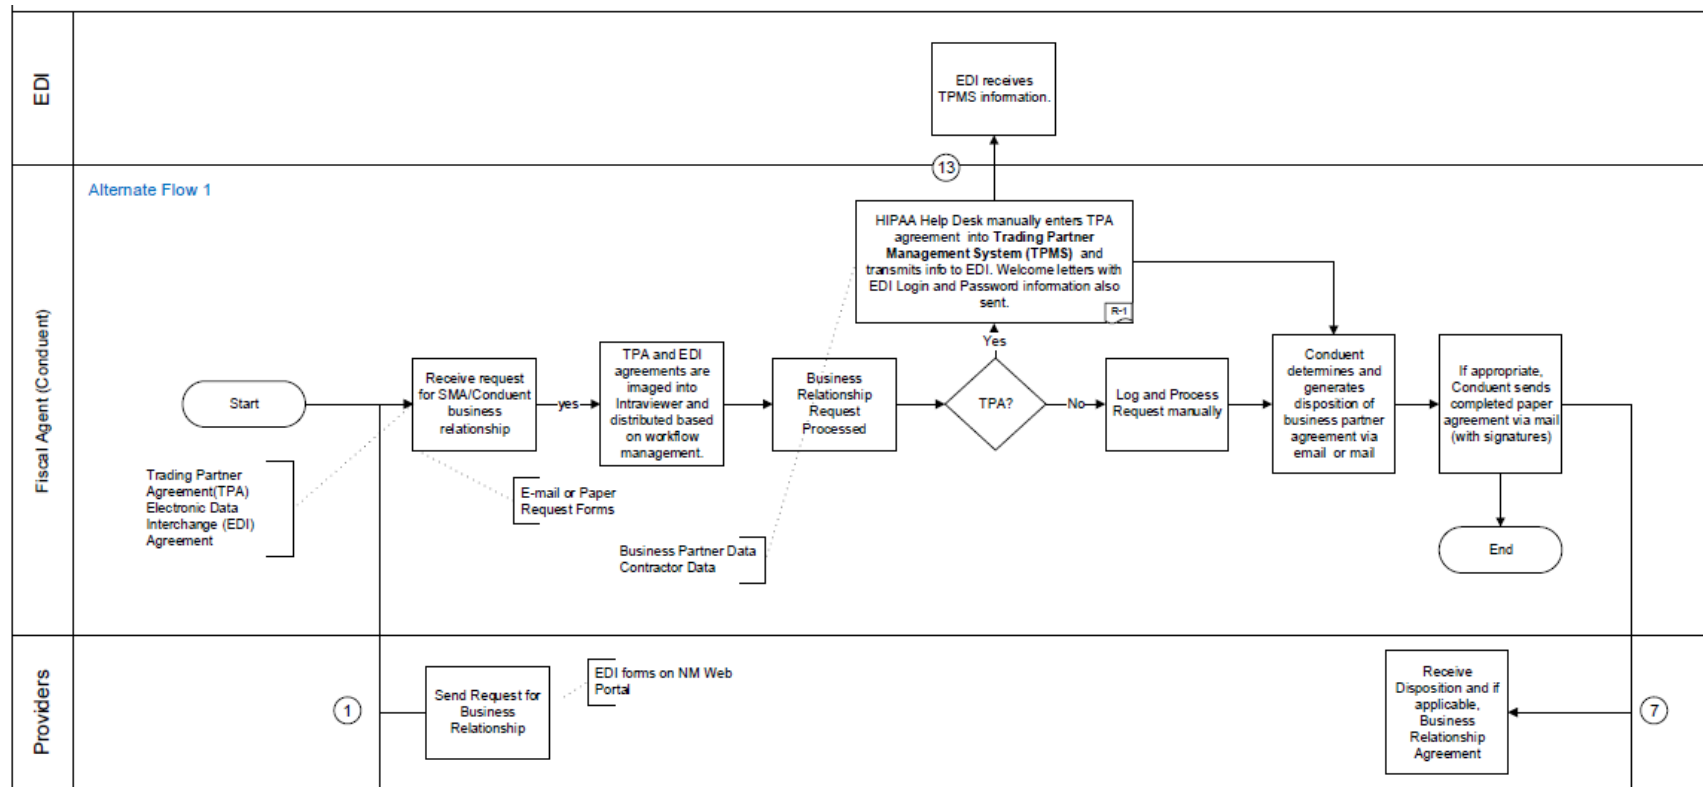 EDI
EDI receives
TPMS information.
13
Fiscal Agent (Conduent)
Alternate Flow 1
HIPAA Help Desk manually enters TPA
agreement into Trading Partner
Management System (TPMS) and
transmits info to EDI. Welcome letters with
EDI Login and Password information also
sent.
R-1
Yes
Start
Receive request
for SMA/Conduent
business
relationship
yes
TPA and EDI
agreements are
imaged into
Intraviewer and
distributed based
on workflow
management.
Business
Relationship
Request
Processed
TPA?
No
Log and Process
Request manually
Conduent
determines and
generates
disposition of
business partner
agreement via
email or mail
If appropriate,
Conduent sends
completed paper
agreement via mail
(with signatures)
Trading Partner
Agreement(TPA)
Electronic Data
Interchange (EDI)
Agreement
E-mail or Paper
Request Forms
Business Partner Data
Contractor Data
End
Providers
1
Send Request for
Business
Relationship
EDI forms on NM Web
Portal
Receive
Disposition and if
applicable,
Business
Relationship
Agreement
7